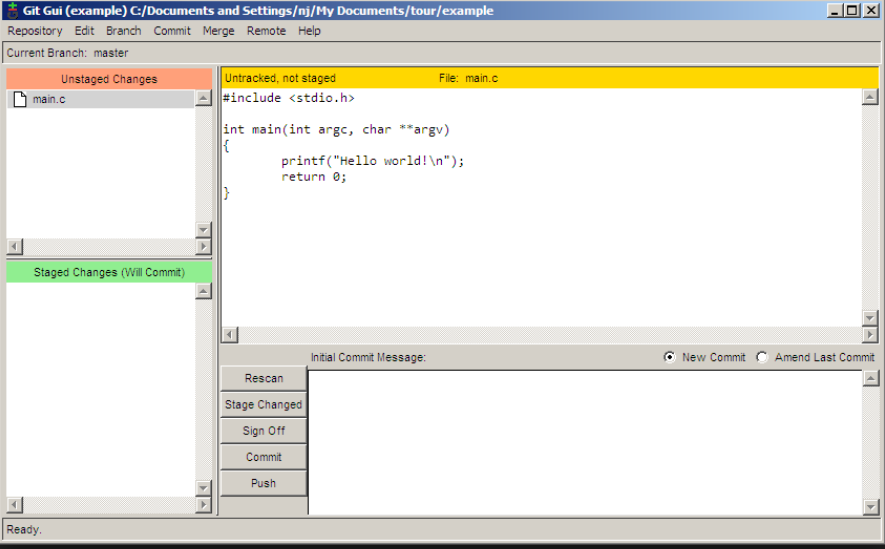 Git Gui (example) C:/Documents and Settings/nj/My Documents/tour/example
Repository Edit Branch Commit Merge Remote Help
Current Branch: master
Unstaged Changes
main.c
Staged Changes (Will Commit)
Untracked, not staged File: main.c
#include <stdio.h>
int main(int argc, char **argv)
{
printf("Hello world!\n");
return 0;
}
Initial Commit Message:
New Commit Amend Last Commit
Rescan
Stage Changed
Sign Off
Commit
Push
Ready.